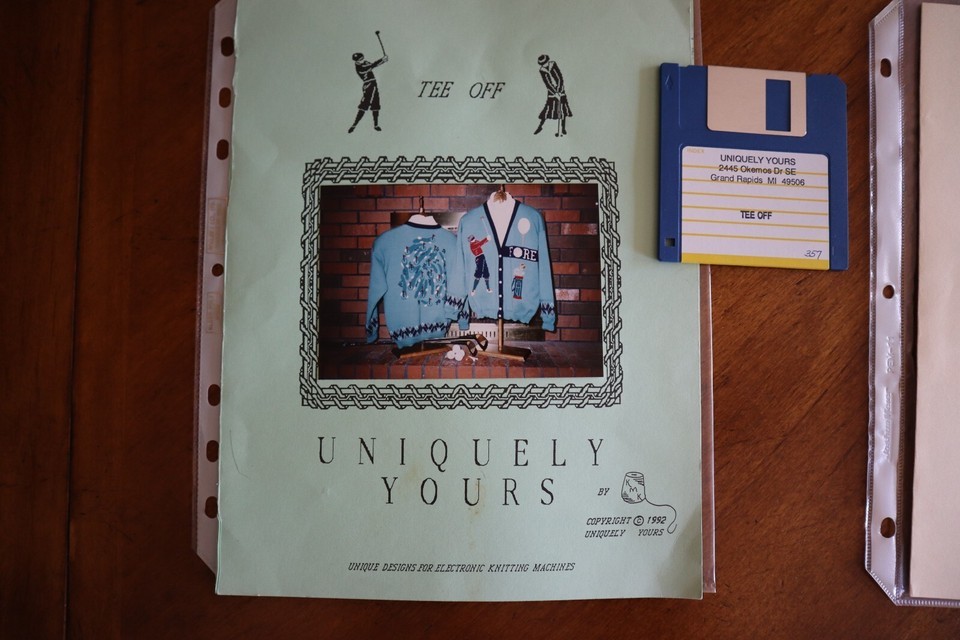 TEE OFF
FORE
UNIQUELY
YOURS
BY
KMK
COPYRIGHT © 1992
UNIQUELY YOURS
UNIQUE DESIGNS FOR ELECTRONIC KNITTING MACHINES
UNIQUELY YOURS
2445 Okemos Dr SE
Grand Rapids MI 49506
TEE OFF
357